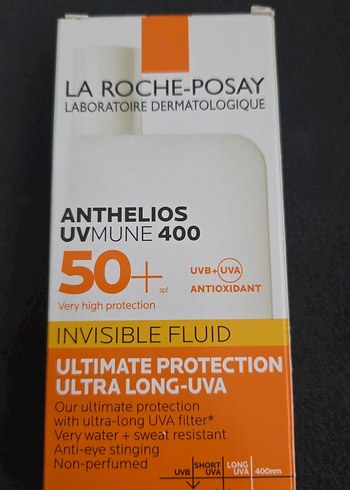 LA ROCHE-POSAY
LABORATOIRE DERMATOLOGIQUE
ANTHELIOS
UVMUNE 400
50+ spf
UVB+UVA
ANTIOXIDANT
Very high protection
INVISIBLE FLUID
ULTIMATE PROTECTION
ULTRA LONG-UVA
Our ultimate protection
with ultra-long UVA filter*
Very water + sweat resistant
Anti-eye stinging
Non-perfumed
UVB SHORT UVA LONG UVA 400nm